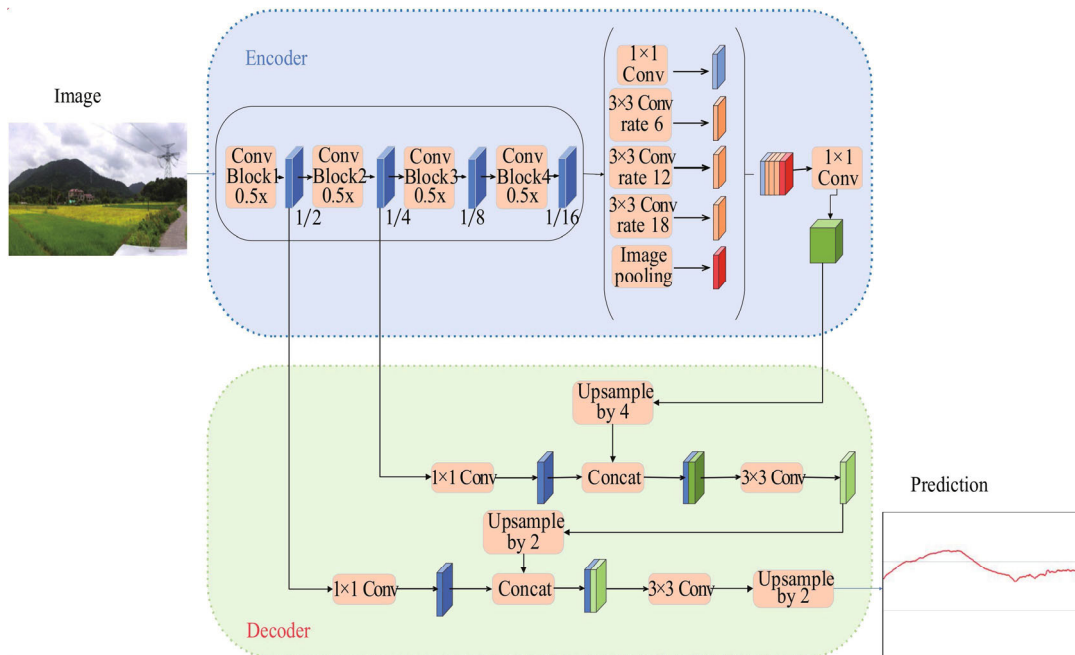 Encoder
Image
Conv
Block1
0.5x
1/2
Conv
Block2
0.5x
1/4
Conv
Block3
0.5x
1/8
Conv
Block4
0.5x
1/16
1×1
Conv
3×3 Conv
rate 6
3×3 Conv
rate 12
3×3 Conv
rate 18
Image
pooling
1×1
Conv
Upsample
by 4
1×1 Conv
Concat
3×3 Conv
Upsample
by 2
1×1 Conv
Concat
3×3 Conv
Upsample
by 2
Prediction
Decoder